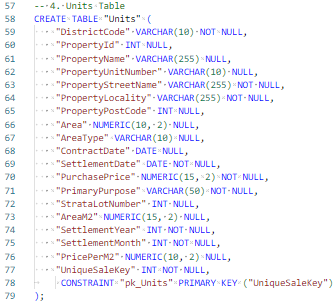 57 -- 4. Units Table
58 CREATE TABLE "Units" (
59 "DistrictCode" VARCHAR(10) NOT NULL,
60 "PropertyId" INT NULL,
61 "PropertyName" VARCHAR(255) NULL,
62 "PropertyUnitNumber" VARCHAR(10) NULL,
63 "PropertyStreetName" VARCHAR(255) NOT NULL,
64 "PropertyLocality" VARCHAR(255) NOT NULL,
65 "PropertyPostCode" INT NULL,
66 "Area" NUMERIC(10, 2) NULL,
67 "AreaType" VARCHAR(10) NULL,
68 "ContractDate" DATE NULL,
69 "SettlementDate" DATE NOT NULL,
70 "PurchasePrice" NUMERIC(15, 2) NOT NULL,
71 "PrimaryPurpose" VARCHAR(50) NOT NULL,
72 "StrataLotNumber" INT NULL,
73 "AreaM2" NUMERIC(15, 2) NULL,
74 "SettlementYear" INT NOT NULL,
75 "SettlementMonth" INT NOT NULL,
76 "PricePerM2" NUMERIC(10, 2) NULL,
77 "UniqueSaleKey" INT NOT NULL,
78 CONSTRAINT "pk_Units" PRIMARY KEY ("UniqueSaleKey")
79 );